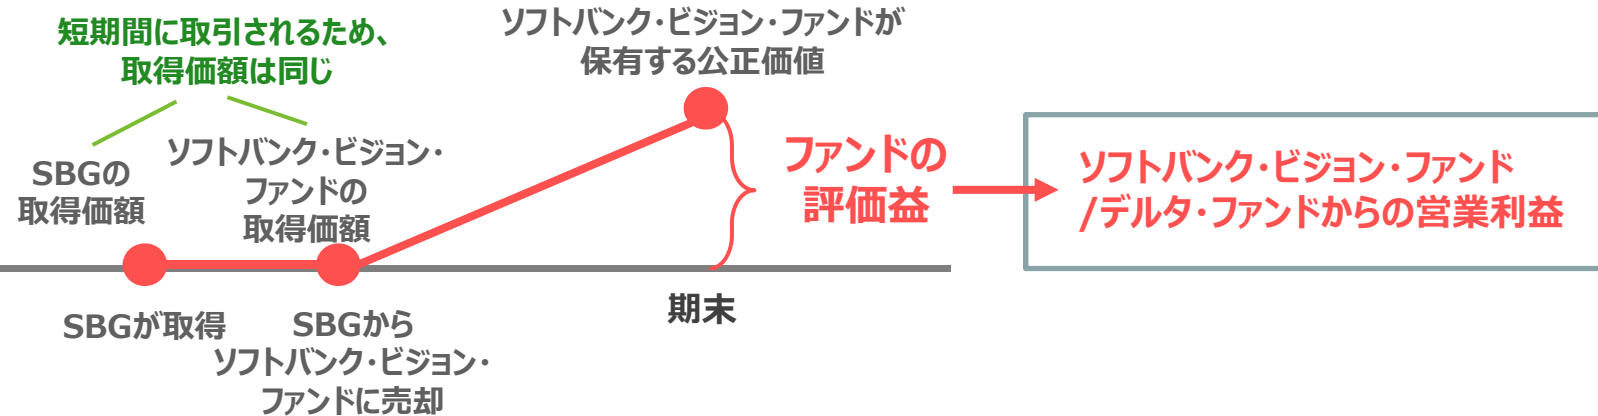 短期間に取引されるため、
取得価額は同じ
ソフトバンク・ビジョン・ファンドが
保有する公正価値
SBGの
取得価額
ソフトバンク・ビジョン・
ファンドの
取得価額
ファンドの
評価益
ソフトバンク・ビジョン・ファンド
/デルタ・ファンドからの営業利益
SBGが取得
SBGから
ソフトバンク・ビジョン・
ファンドに売却
期末